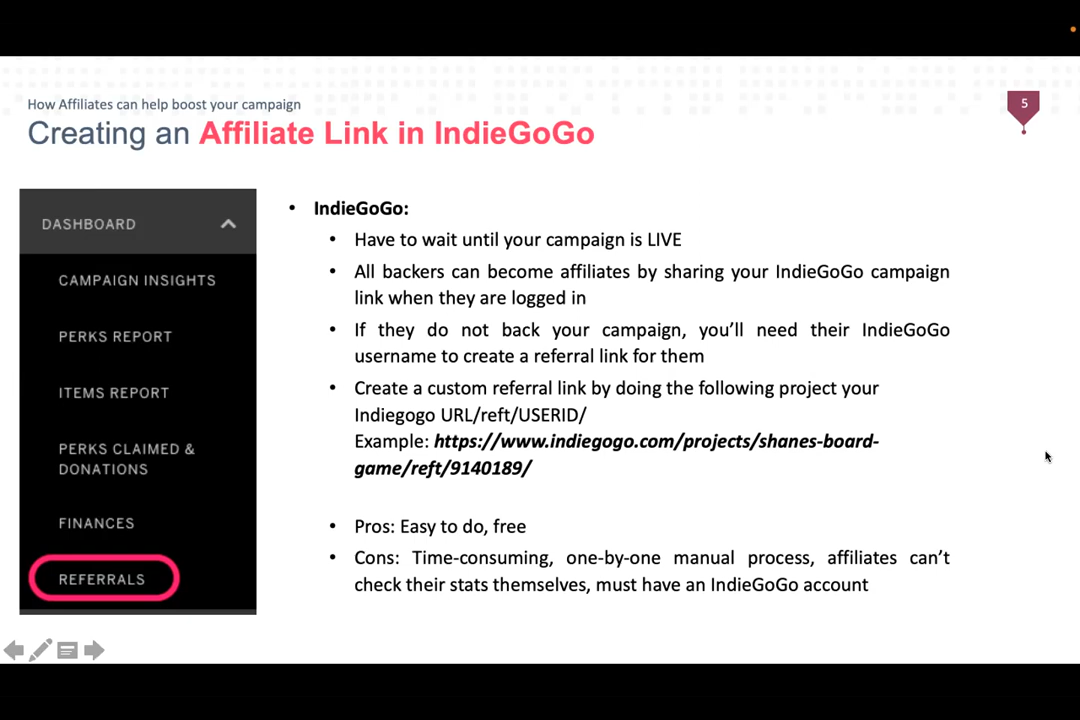 How Affiliates can help boost your campaign
Creating an Affiliate Link in IndieGoGo
5
DASHBOARD
CAMPAIGN INSIGHTS
PERKS REPORT
ITEMS REPORT
PERKS CLAIMED &
DONATIONS
FINANCES
REFERRALS
• IndieGoGo:
• Have to wait until your campaign is LIVE
• All backers can become affiliates by sharing your IndieGoGo campaign
link when they are logged in
• If they do not back your campaign, you’ll need their IndieGoGo
username to create a referral link for them
• Create a custom referral link by doing the following project your
Indiegogo URL/reft/USERID/
Example: https://www.indiegogo.com/projects/shanes-board-
game/reft/9140189/
• Pros: Easy to do, free
• Cons: Time-consuming, one-by-one manual process, affiliates can’t
check their stats themselves, must have an IndieGoGo account